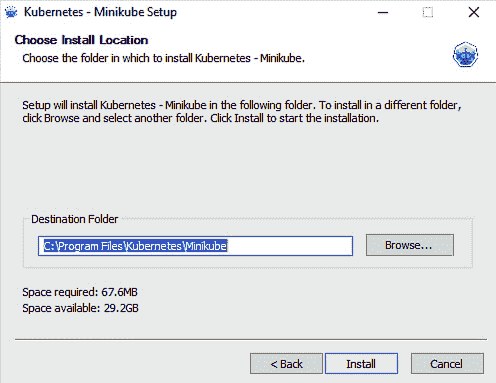 Kubernetes - Minikube Setup
Choose Install Location
Choose the folder in which to install Kubernetes - Minikube.
Setup will install Kubernetes - Minikube in the following folder. To install in a different folder,
click Browse and select another folder. Click Install to start the installation.
Destination Folder
C:\Program Files\Kubernetes\Minikube
Browse...
Space required: 67.6MB
Space available: 29.2GB
< Back
Install
Cancel